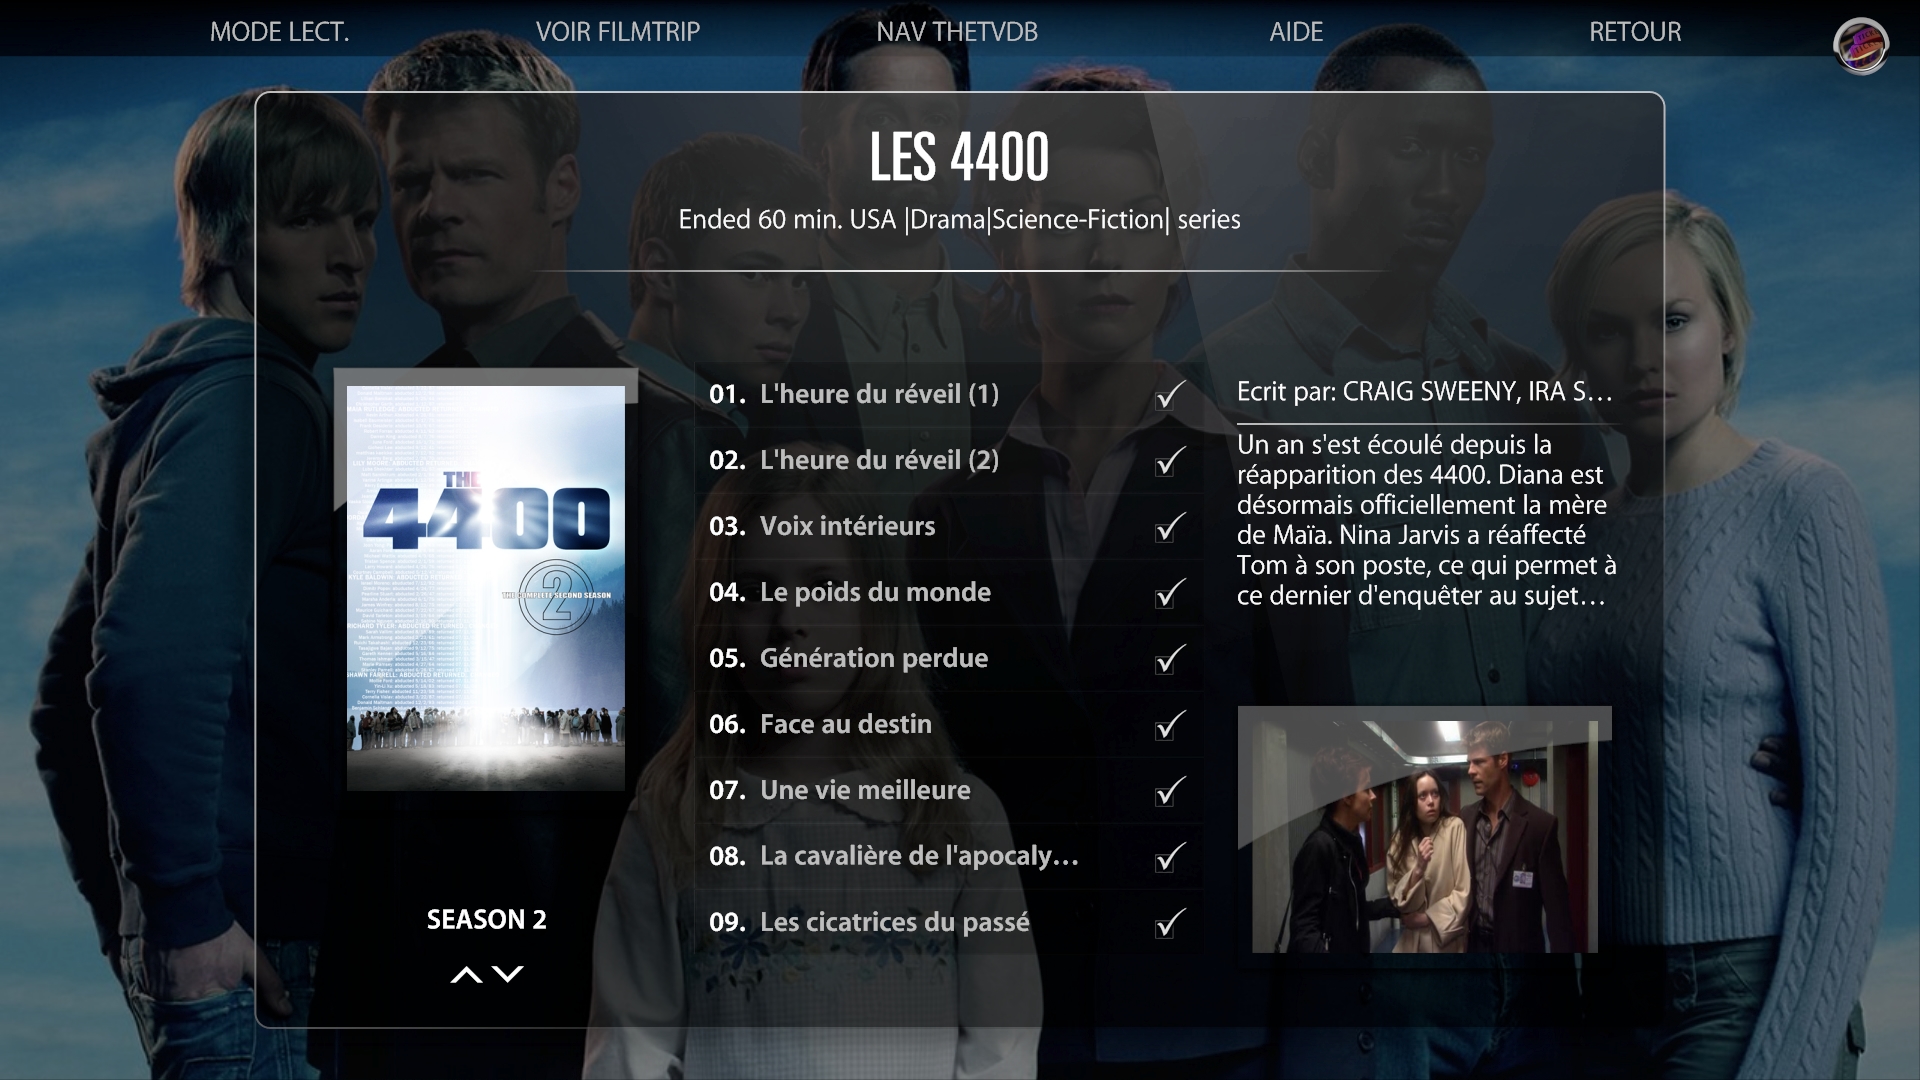 MODE LECT. VOIR FILMTRIP NAV THETVDB AIDE RETOUR
LES 4400
Ended 60 min. USA |Drama|Science-Fiction| series
THE
4400
2
THE COMPLETE SECOND SEASON
SEASON 2
01. L'heure du réveil (1)
02. L'heure du réveil (2)
03. Voix intérieurs
04. Le poids du monde
05. Génération perdue
06. Face au destin
07. Une vie meilleure
08. La cavalière de l'apocaly...
09. Les cicatrices du passé
Ecrit par: CRAIG SWEENY, IRA S...
Un an s'est écoulé depuis la
réapparition des 4400. Diana est
désormais officiellement la mère
de Maïa. Nina Jarvis a réaffecté
Tom à son poste, ce qui permet à
ce dernier d'enquêter au sujet...